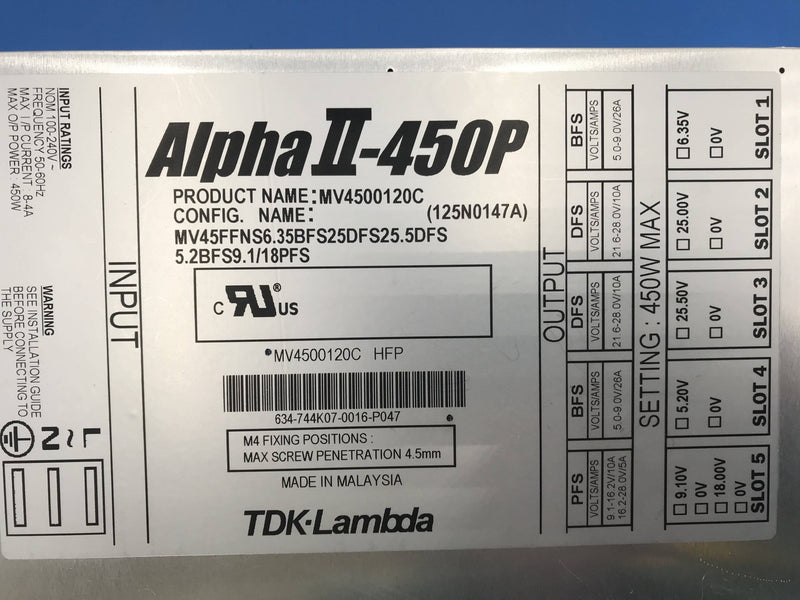 Alpha II-450P
PRODUCT NAME: MV4500120C
CONFIG. NAME: (125N0147A)
MV45FFNS6.35BFS25DFS25.5DFS
5.2BFS9.1/18PFS
C RU® US
MV4500120C HFP
634-744K07-0016-P047
M4 FIXING POSITIONS :
MAX SCREW PENETRATION 4.5mm
MADE IN MALAYSIA
TDK-Lambda
INPUT RATINGS
NOM 100-240V ~
FREQUENCY 50-60Hz
MAX I/P CURRENT : 8-4A
MAX O/P POWER : 450W
WARNING
SEE INSTALLATION GUIDE
BEFORE CONNECTING TO
THE SUPPLY
L
~
N
INPUT
OUTPUT
BFS
VOLTS/AMPS
5.0-9.0V/26A
DFS
VOLTS/AMPS
21.6-28.0V/10A
DFS
VOLTS/AMPS
21.6-28.0V/10A
BFS
VOLTS/AMPS
5.0-9.0V/26A
PFS
VOLTS/AMPS
9.1-16.2V/10A
16.2-28.0V/5A
SETTING : 450W MAX
6.35V
0V
SLOT 1
25.00V
0V
SLOT 2
25.50V
0V
SLOT 3
5.20V
0V
SLOT 4
9.10V
0V
18.00V
0V
SLOT 5